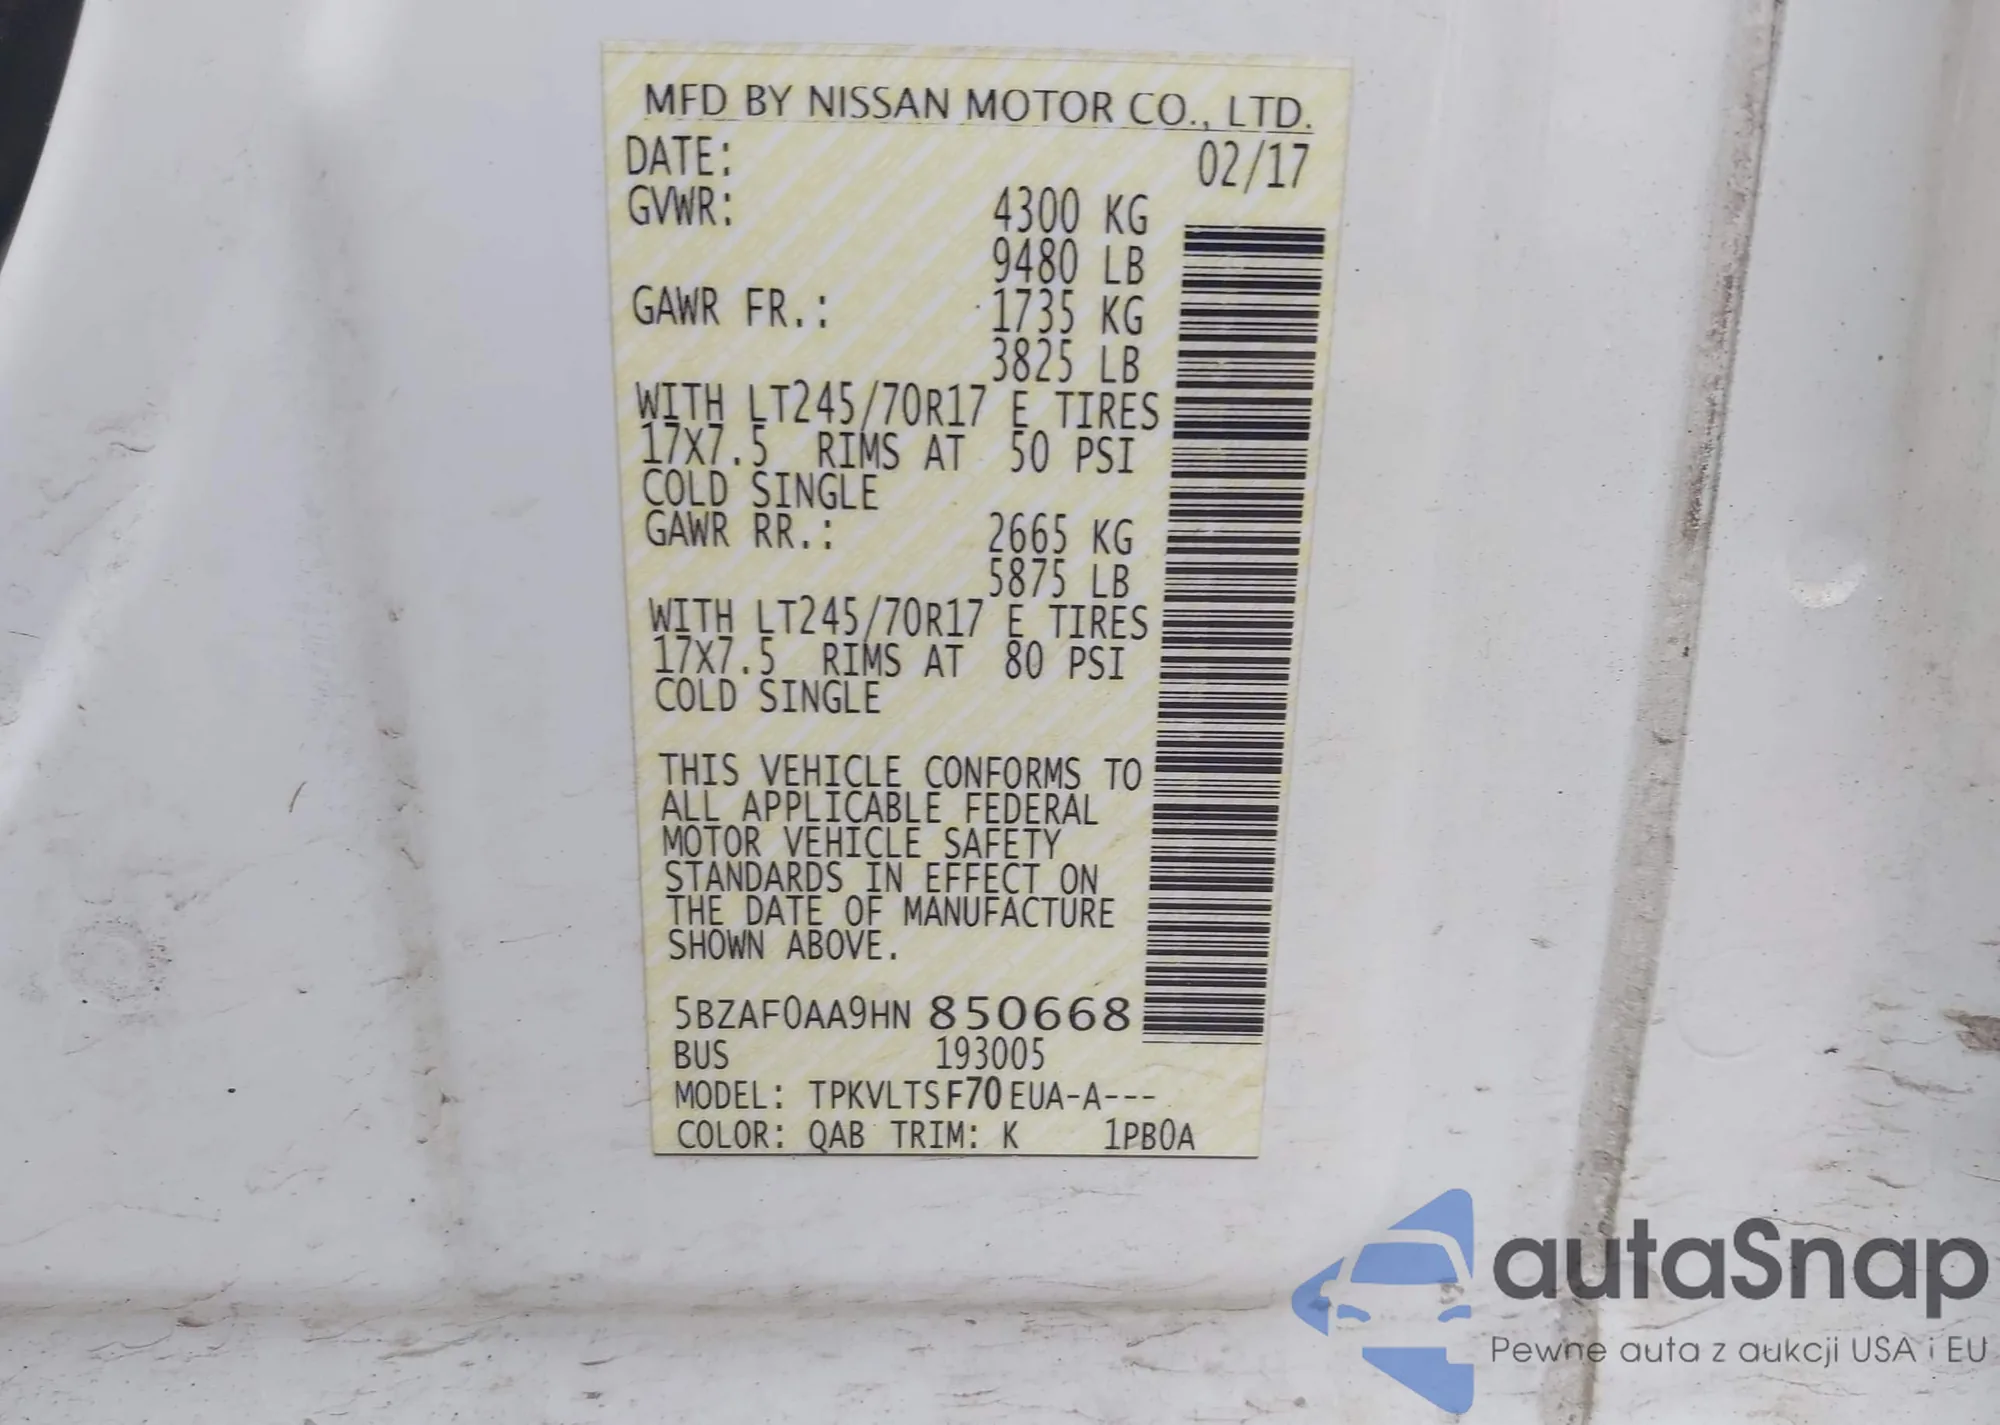 MFD BY NISSAN MOTOR CO., LTD.
DATE: 02/17
GVWR: 4300 KG
9480 LB
GAWR FR.: 1735 KG
3825 LB
WITH LT245/70R17 E TIRES
17X7.5 RIMS AT 50 PSI
COLD SINGLE
GAWR RR.: 2665 KG
5875 LB
WITH LT245/70R17 E TIRES
17X7.5 RIMS AT 80 PSI
COLD SINGLE
THIS VEHICLE CONFORMS TO
ALL APPLICABLE FEDERAL
MOTOR VEHICLE SAFETY
STANDARDS IN EFFECT ON
THE DATE OF MANUFACTURE
SHOWN ABOVE.
5BZAF0AA9HN 850668
BUS 193005
MODEL: TPKVLTSF70EUA-A---
COLOR: QAB TRIM: K 1PB0A
autaSnap
Pewne auta z aukcji USA i EU